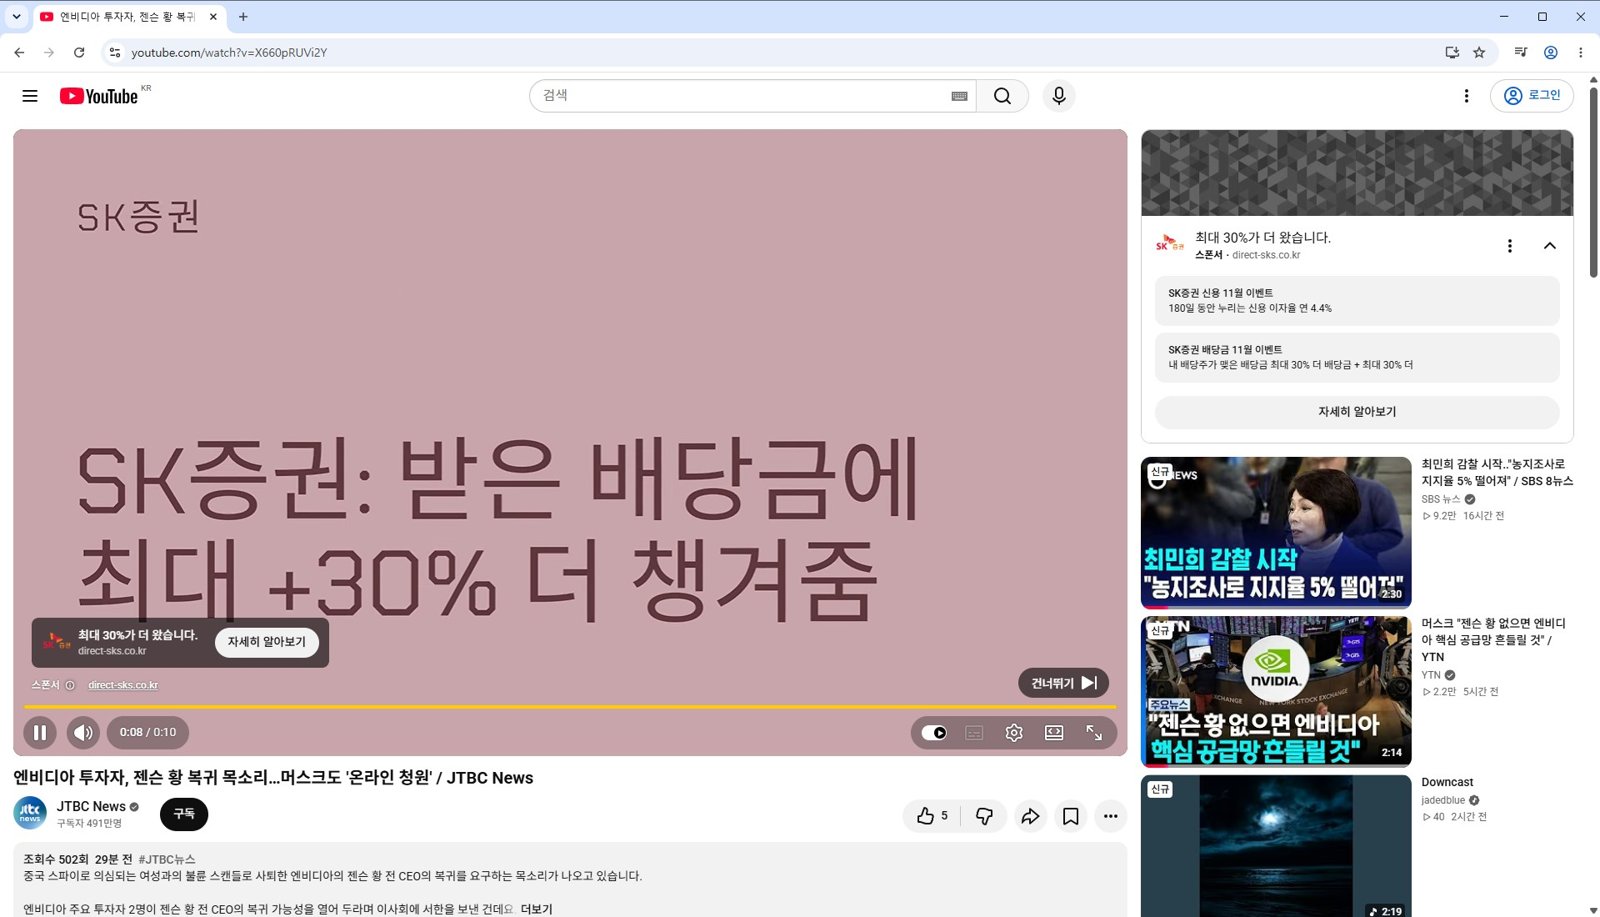 엔비디아 투자자, 젠슨 황 복귀
youtube.com/watch?v=X660pRUVi2Y
YouTube KR
검색
로그인
SK증권
SK증권: 받은 배당금에
최대 +30% 더 챙겨줌
최대 30%가 더 왔습니다.
direct-sks.co.kr
자세히 알아보기
스폰서
direct-sks.co.kr
건너뛰기
0:08 / 0:10
엔비디아 투자자, 젠슨 황 복귀 목소리...머스크도 '온라인 청원' / JTBC News
jtbc news
JTBC News
구독자 491만명
구독
5
조회수 502회 29분 전 #JTBC뉴스
중국 스파이로 의심되는 여성과의 불륜 스캔들로 사퇴한 엔비디아의 젠슨 황 전 CEO의 복귀를 요구하는 목소리가 나오고 있습니다.
엔비디아 주요 투자자 2명이 젠슨 황 전 CEO의 복귀 가능성을 열어 두라며 이사회에 서한을 보낸 건데요. 더보기
SK증권
최대 30%가 더 왔습니다.
스폰서 · direct-sks.co.kr
SK증권 신용 11월 이벤트
180일 동안 누리는 신용 이자율 연 4.4%
SK증권 배당금 11월 이벤트
내 배당주가 맺은 배당금 최대 30% 더 배당금 + 최대 30% 더
자세히 알아보기
신규
NEWS
최민희 감찰 시작
"농지조사로 지지율 5% 떨어져"
2:30
최민희 감찰 시작.."농지조사로 지지율 5% 떨어져" / SBS 8뉴스
SBS 뉴스
9.2만 16시간 전
신규
YTN
NVIDIA
NEW YORK STOCK EXCHANGE
주요뉴스
"젠슨 황 없으면 엔비디아
핵심 공급망 흔들릴 것"
2:14
머스크 "젠슨 황 없으면 엔비디아 핵심 공급망 흔들릴 것" / YTN
YTN
2.2만 5시간 전
신규
2:19
Downcast
jadedblue
40 2시간 전